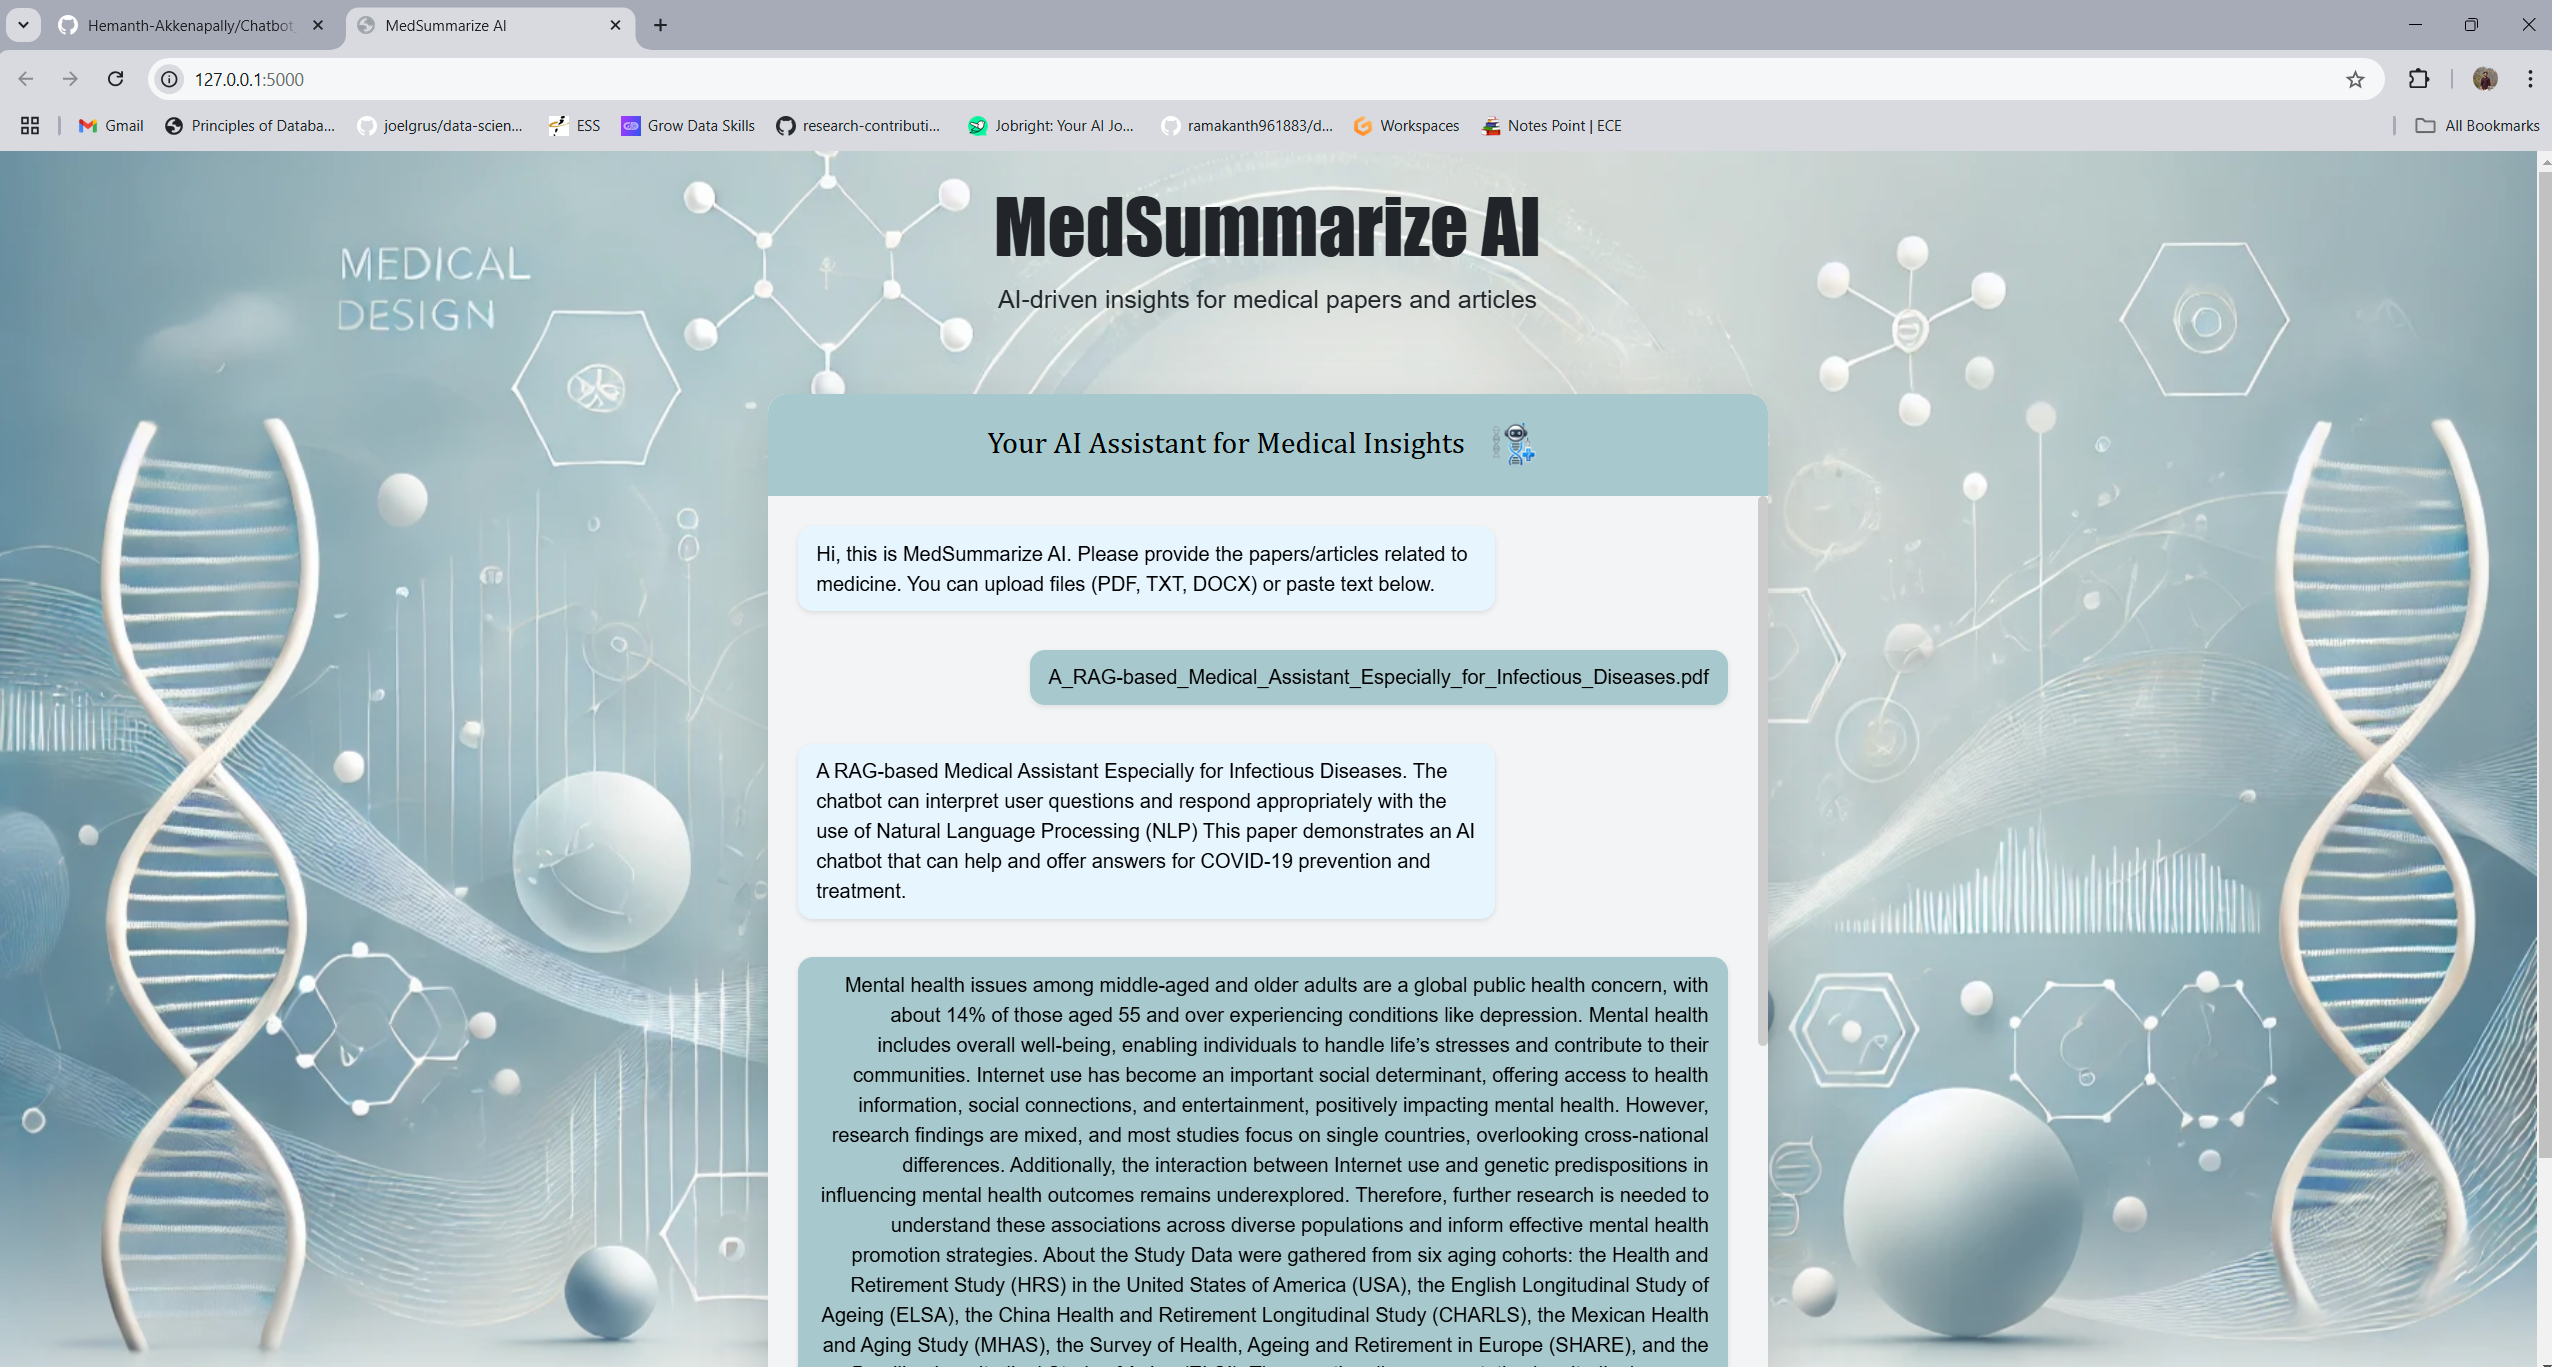 Hemanth-Akkenapally/Chatbot
MedSummarize AI
127.0.0.1:5000
Gmail
Principles of Databa...
joelgrus/data-scien...
ESS
Grow Data Skills
research-contributi...
Jobright: Your AI Jo...
ramakanth961883/d...
Workspaces
Notes Point | ECE
All Bookmarks
MEDICAL
DESIGN
MedSummarize AI
AI-driven insights for medical papers and articles
Your AI Assistant for Medical Insights
Hi, this is MedSummarize AI. Please provide the papers/articles related to
medicine. You can upload files (PDF, TXT, DOCX) or paste text below.
A_RAG-based_Medical_Assistant_Especially_for_Infectious_Diseases.pdf
A RAG-based Medical Assistant Especially for Infectious Diseases. The
chatbot can interpret user questions and respond appropriately with the
use of Natural Language Processing (NLP) This paper demonstrates an AI
chatbot that can help and offer answers for COVID-19 prevention and
treatment.
Mental health issues among middle-aged and older adults are a global public health concern, with
about 14% of those aged 55 and over experiencing conditions like depression. Mental health
includes overall well-being, enabling individuals to handle life’s stresses and contribute to their
communities. Internet use has become an important social determinant, offering access to health
information, social connections, and entertainment, positively impacting mental health. However,
research findings are mixed, and most studies focus on single countries, overlooking cross-national
differences. Additionally, the interaction between Internet use and genetic predispositions in
influencing mental health outcomes remains underexplored. Therefore, further research is needed to
understand these associations across diverse populations and inform effective mental health
promotion strategies. About the Study Data were gathered from six aging cohorts: the Health and
Retirement Study (HRS) in the United States of America (USA), the English Longitudinal Study of
Ageing (ELSA), the China Health and Retirement Longitudinal Study (CHARLS), the Mexican Health
and Aging Study (MHAS), the Survey of Health, Ageing and Retirement in Europe (SHARE), and the